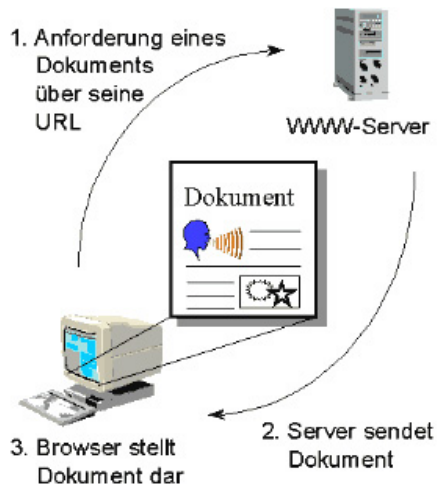 1. Anforderung eines
Dokuments
über seine
URL
WWW-Server
Dokument
2. Server sendet
Dokument
3. Browser stellt
Dokument dar